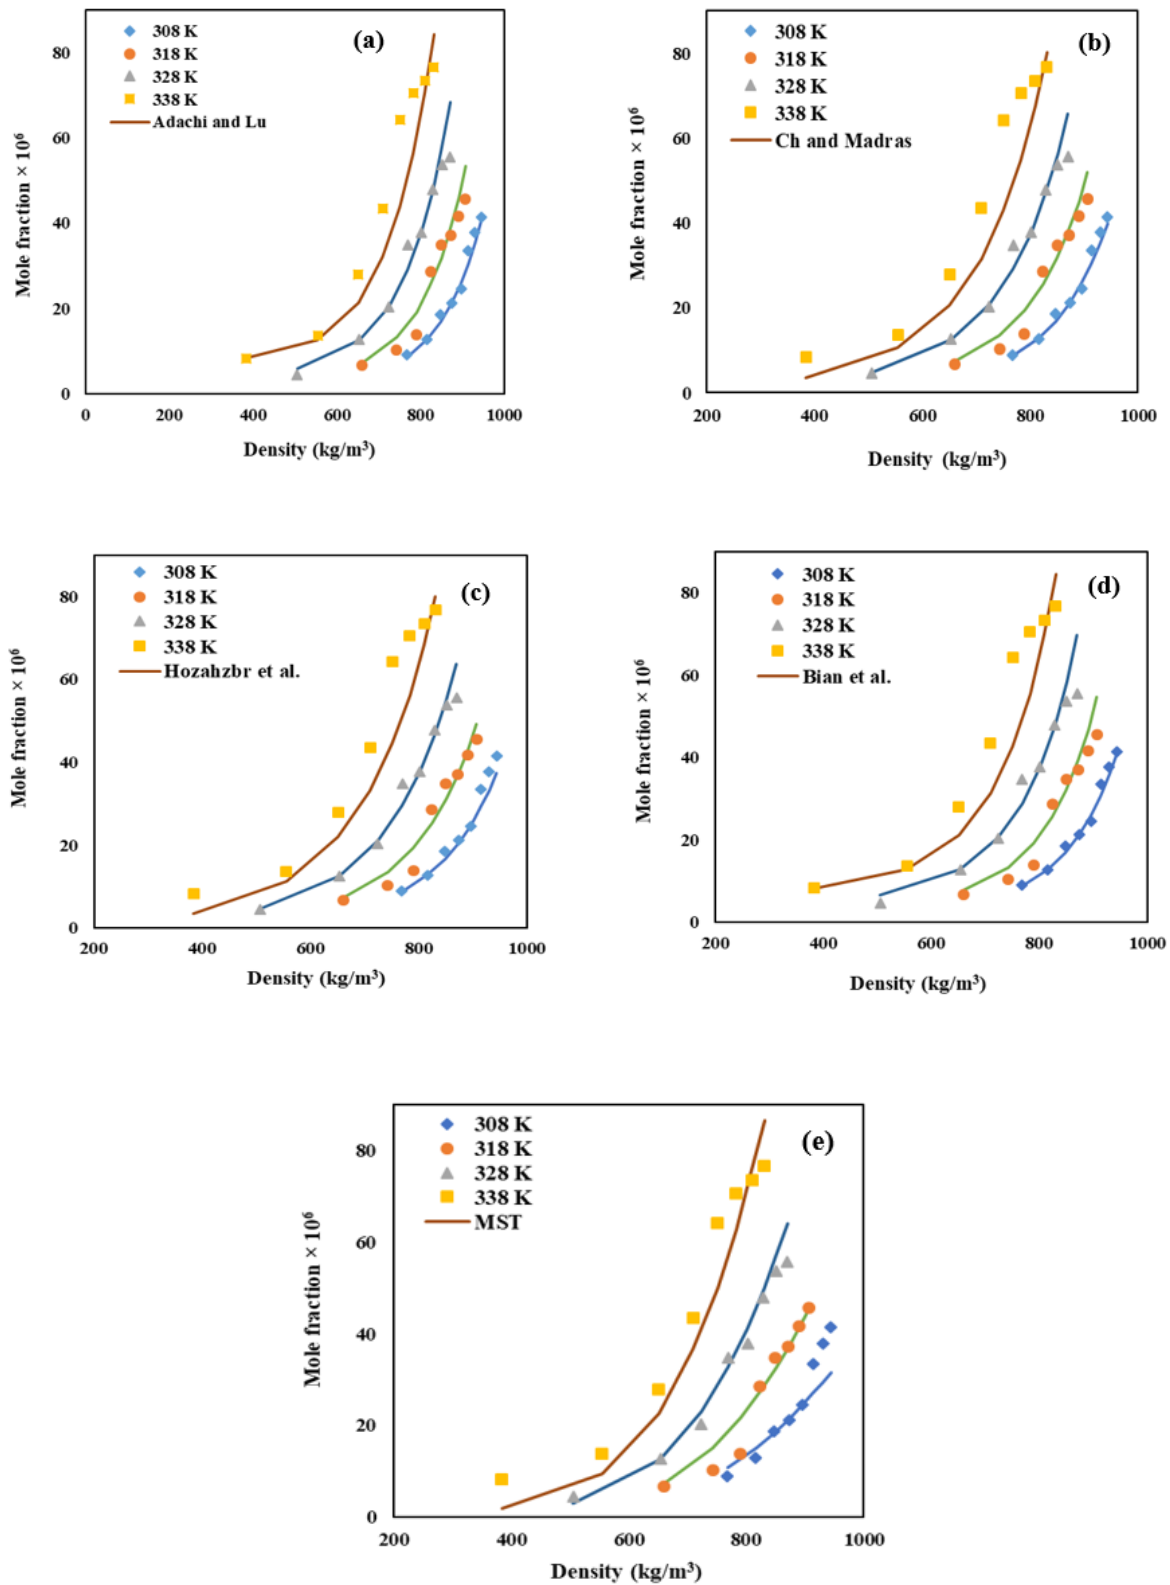 (a)
308 K
318 K
328 K
338 K
Adachi and Lu
Mole fraction × 10⁶
80
60
40
20
0
0 200 400 600 800 1000
Density (kg/m³)
(b)
308 K
318 K
328 K
338 K
Ch and Madras
Mole fraction × 10⁶
80
60
40
20
0
200 400 600 800 1000
Density (kg/m³)
(c)
308 K
318 K
328 K
338 K
Hozahzbr et al.
Mole fraction × 10⁶
80
60
40
20
0
200 400 600 800 1000
Density (kg/m³)
(d)
308 K
318 K
328 K
338 K
Bian et al.
Mole fraction × 10⁶
80
60
40
20
0
200 400 600 800 1000
Density (kg/m³)
(e)
308 K
318 K
328 K
338 K
MST
Mole fraction × 10⁶
80
60
40
20
0
200 400 600 800 1000
Density (kg/m³)